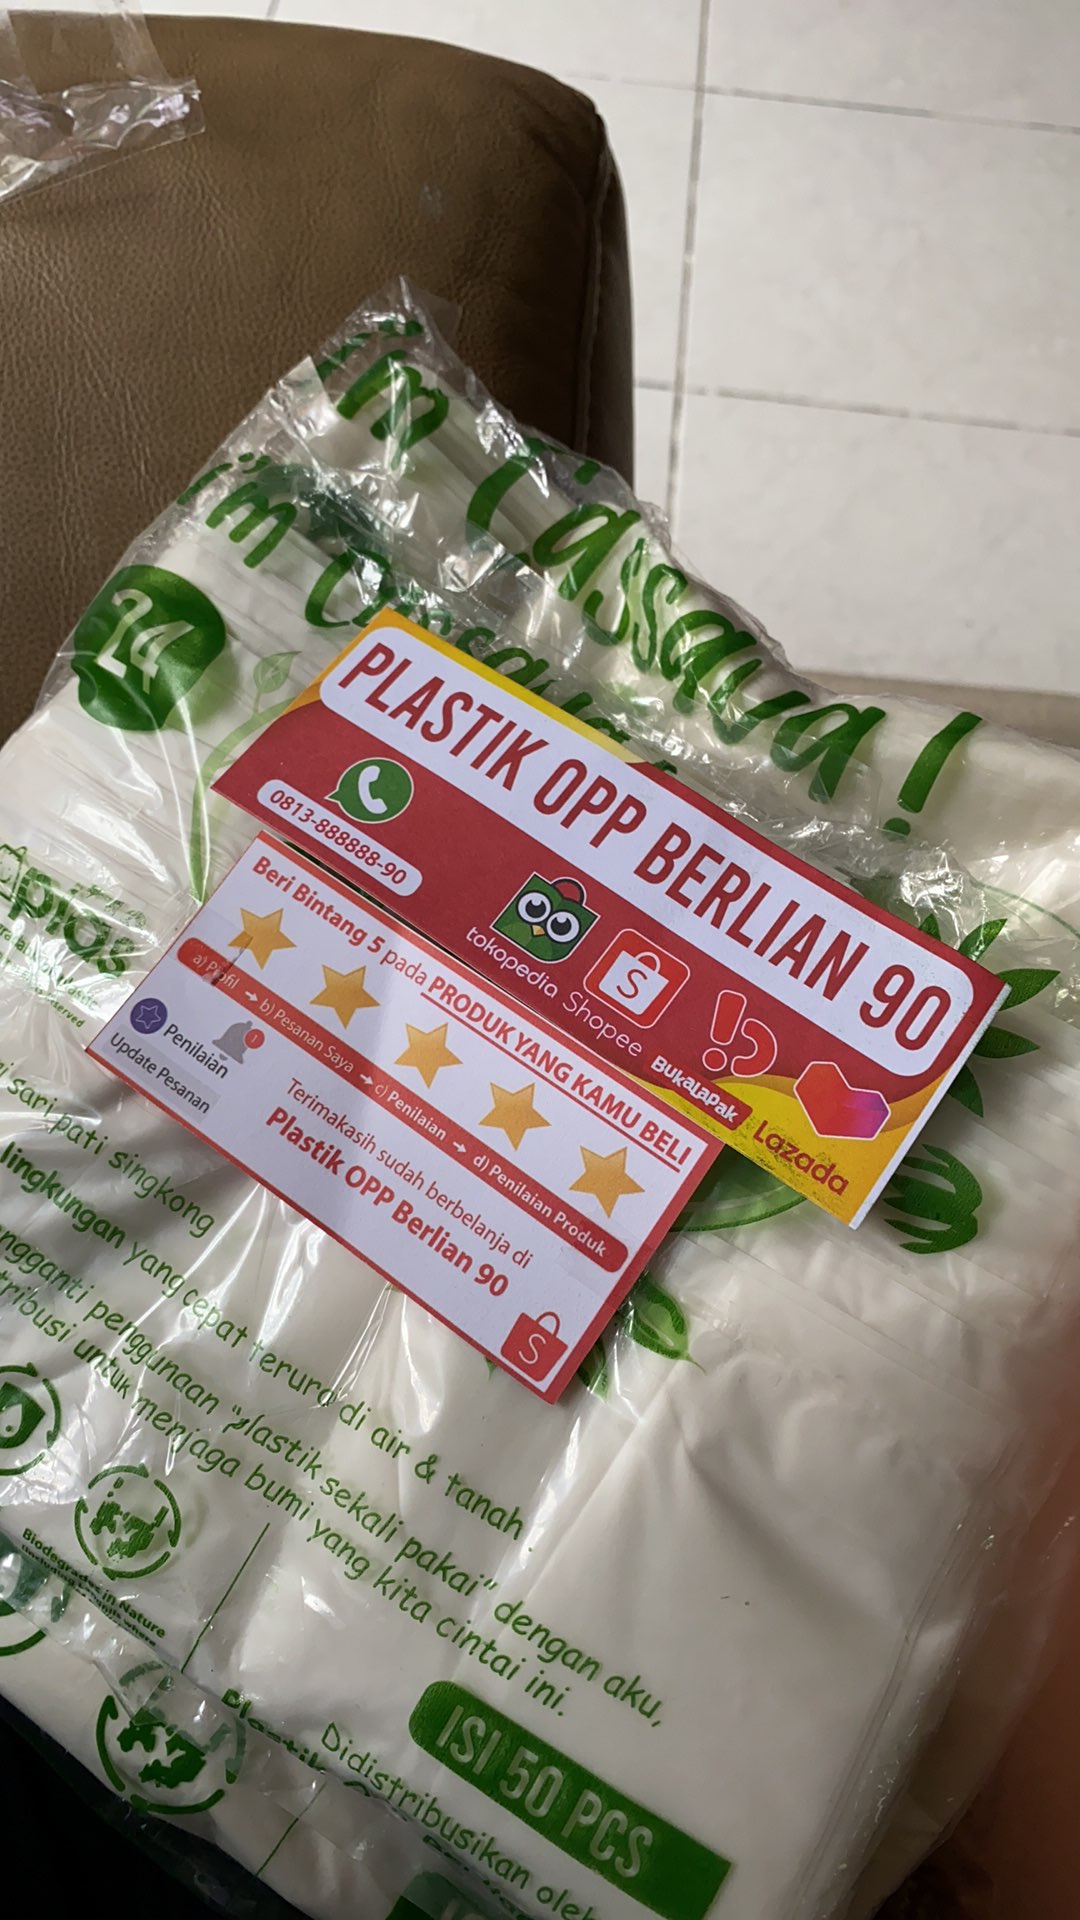 i'm Cassava!
i'm Cassava
24
PLASTIK OPP BERLIAN 90
0813-888888-90
tokopedia
Shopee
BukaLapak
Lazada
Beri Bintang 5 pada PRODUK YANG KAMU BELI
a) Profil → b) Pesanan Saya → c) Penilaian → d) Penilaian Produk
1
Penilaian
Update Pesanan
Terimakasih sudah berbelanja di
Plastik OPP Berlian 90
S
sari pati singkong
lingkungan yang cepat terurai di air & tanah.
penggunaan "plastik sekali pakai" dengan aku,
untuk menjaga bumi yang kita cintai ini.
Biodegrades in Nature
ISI 50 PCS
Didistribusikan oleh